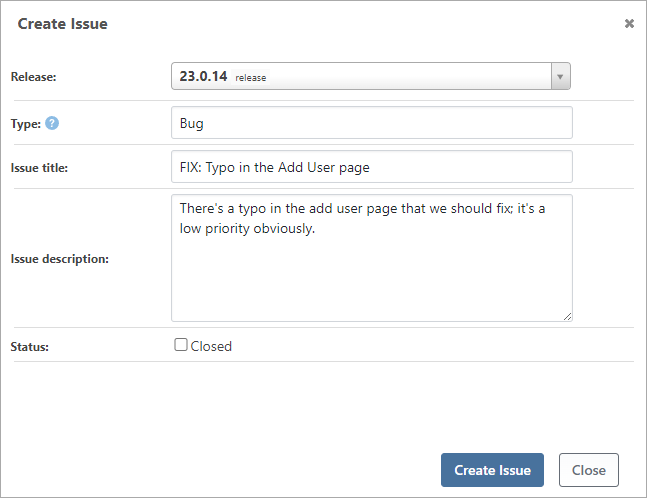 Create Issue
Release: 23.0.14 release
Type: ? Bug
Issue title: FIX: Typo in the Add User page
Issue description: There's a typo in the add user page that we should fix; it's a
low priority obviously.
Status: Closed
Create Issue Close